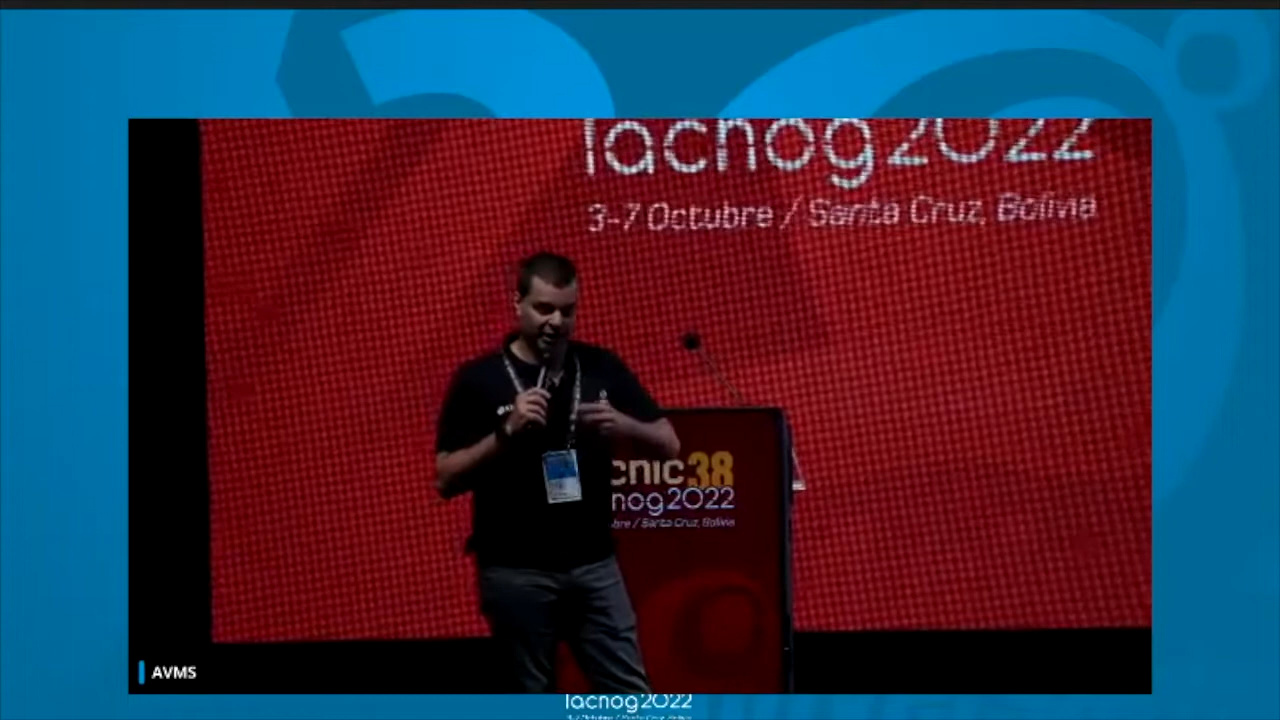 lacnog2022
3-7 Octubre / Santa Cruz, Bolivia
cnic38
nog2022
bre / Santa Cruz, Bolivia
AVMS
lacnog2022